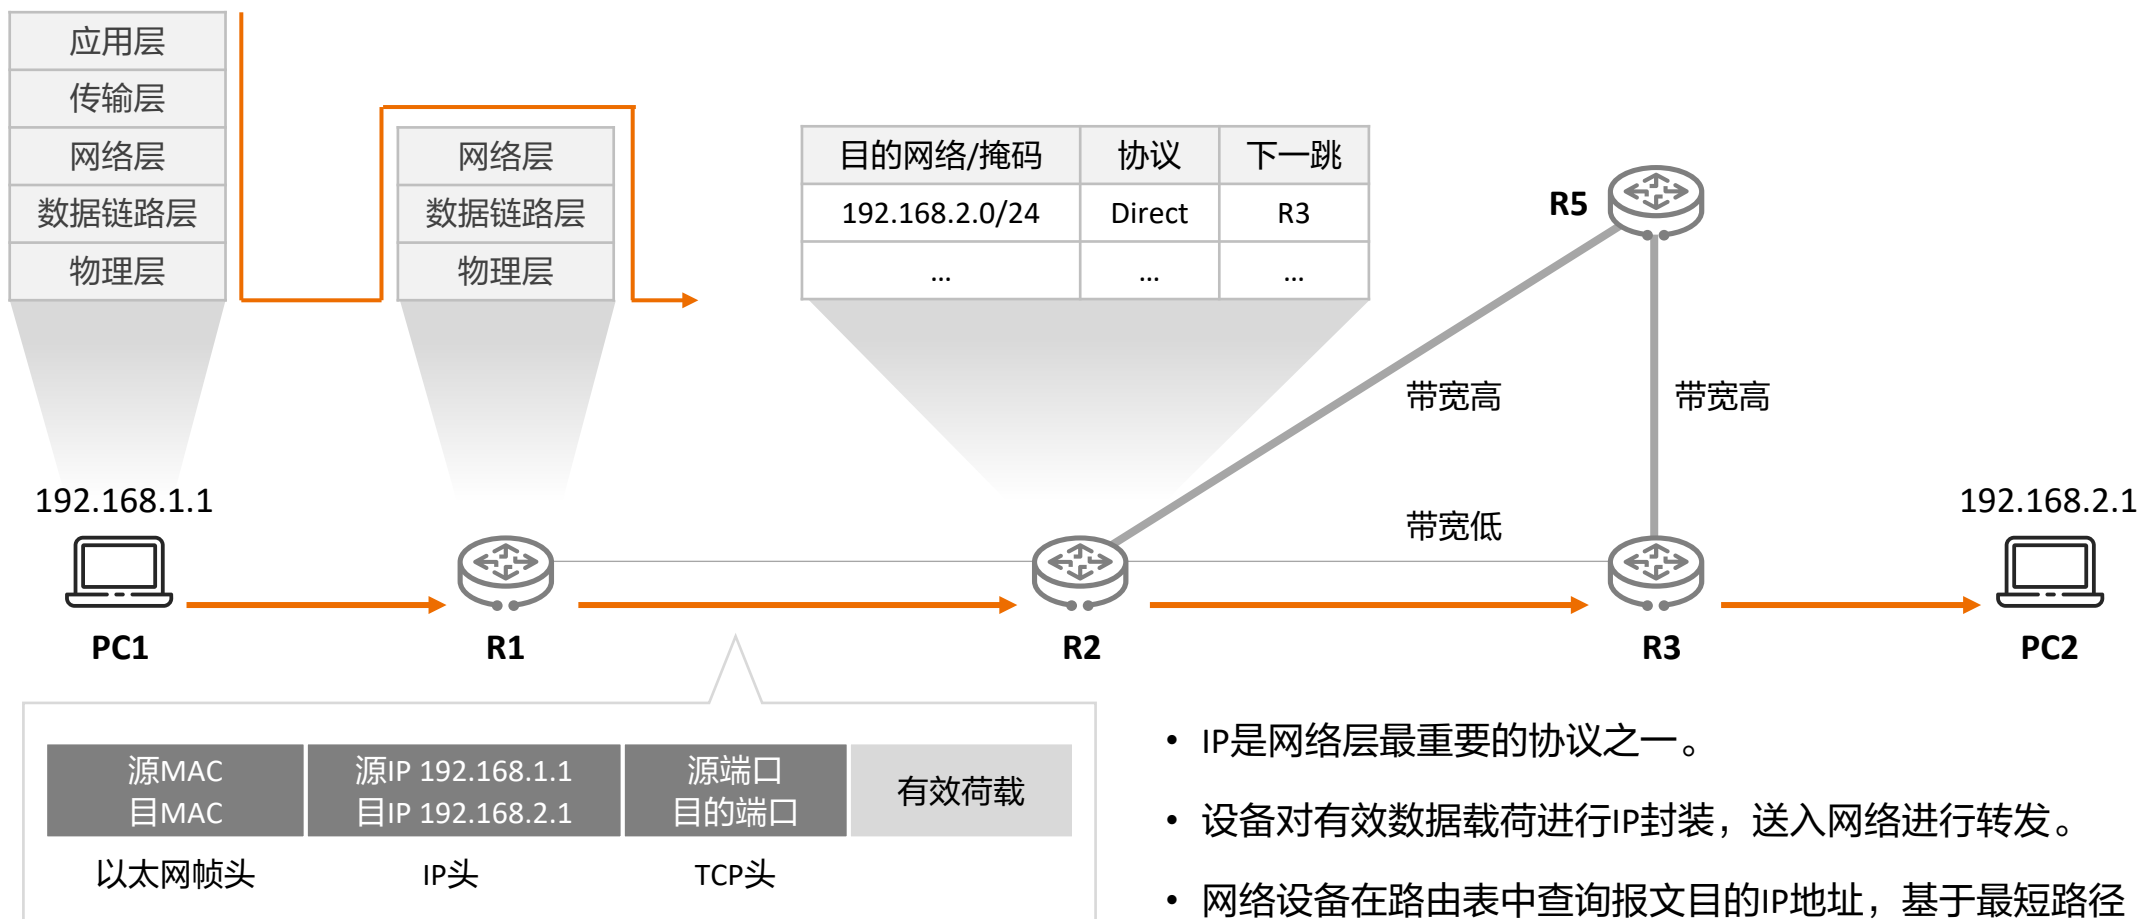 应用层
传输层
网络层
数据链路层
物理层
网络层
数据链路层
物理层
目的网络/掩码 协议 下一跳
192.168.2.0/24 Direct R3
... ... ...
R5
带宽高
带宽高
带宽低
192.168.1.1
192.168.2.1
PC1
R1
R2
R3
PC2
源MAC
目MAC
源IP 192.168.1.1
目IP 192.168.2.1
源端口
目的端口
有效荷载
以太网帧头
IP头
TCP头
• IP是网络层最重要的协议之一。
• 设备对有效数据载荷进行IP封装，送入网络进行转发。
• 网络设备在路由表中查询报文目的IP地址，基于最短路径